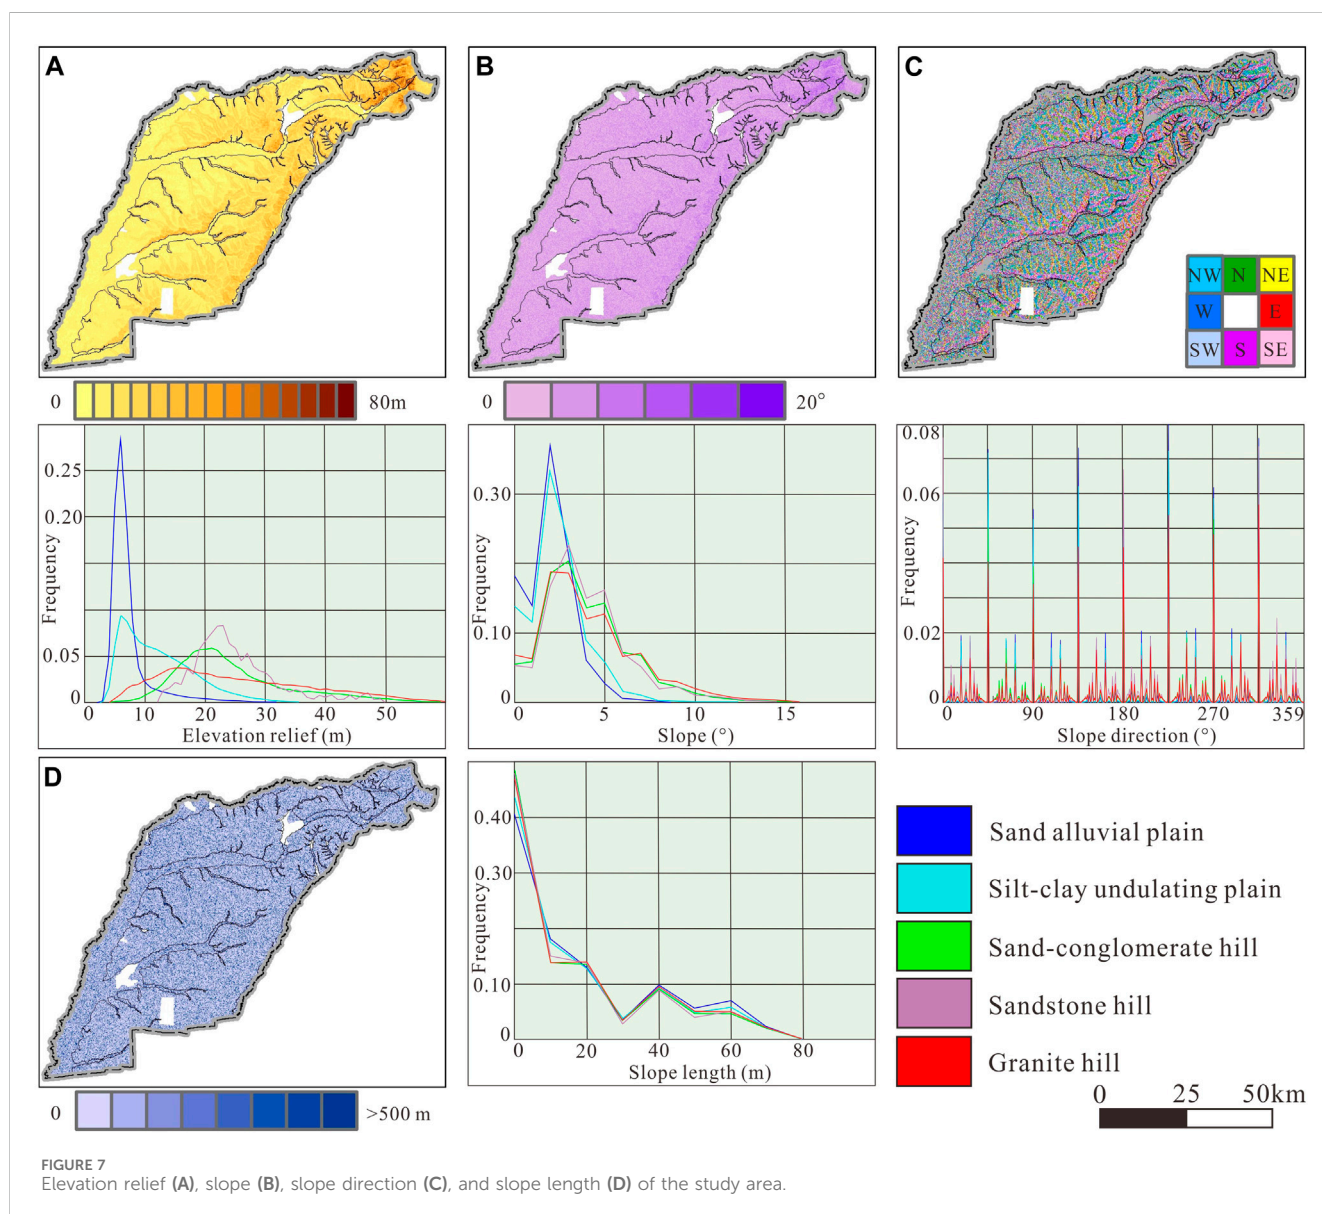 A
B
C
NW N NE
W E
SW S SE
0 80m
0 20°
Frequency
0.25
0.20
0.05
0
0 10 20 30 40 50
Elevation relief (m)
Frequency
0.30
0.10
0
0 5 10 15
Slope (°)
Frequency
0.08
0.06
0.04
0.02
0
0 90 180 270 359
Slope direction (°)
D
0 >500 m
Frequency
0.40
0.30
0.10
0
0 20 40 60 80
Slope length (m)
Sand alluvial plain
Silt-clay undulating plain
Sand-conglomerate hill
Sandstone hill
Granite hill
0 25 50km
FIGURE 7
Elevation relief (A), slope (B), slope direction (C), and slope length (D) of the study area.